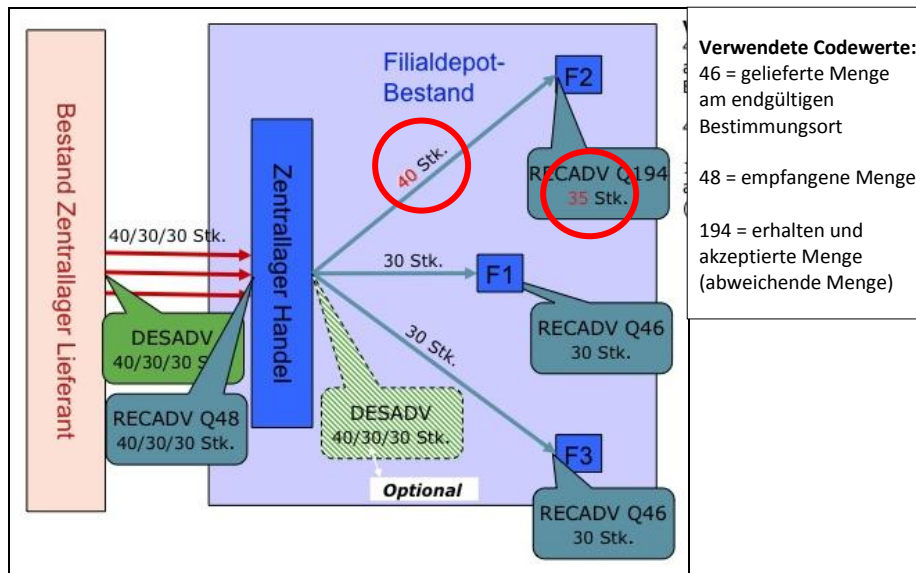 Bestand Zentrallager Lieferant
40/30/30 Stk.
DESADV
40/30/30 S
Zentrallager Handel
RECADV Q48
40/30/30 Stk.
Filialdepot-
Bestand
40 Stk.
F2
RECADV Q194
35 Stk.
30 Stk.
F1
RECADV Q46
30 Stk.
30 Stk.
DESADV
40/30/30 Stk.
Optional
F3
RECADV Q46
30 Stk.
Verwendete Codewerte:
46 = gelieferte Menge
am endgültigen
Bestimmungsort
48 = empfangene Menge
194 = erhalten und
akzeptierte Menge
(abweichende Menge)